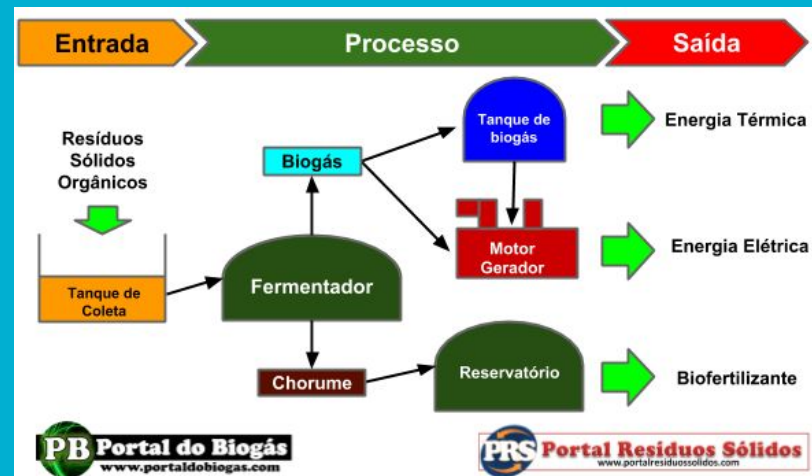 Entrada
Processo
Saída
Resíduos
Sólidos
Orgânicos
Tanque de
Coleta
Fermentador
Biogás
Chorume
Tanque de
biogás
Motor
Gerador
Reservatório
Energia Térmica
Energia Elétrica
Biofertilizante
PB Portal do Biogás
www.portaldobiogas.com
PRS Portal Resíduos Sólidos
www.portalresiduossolidos.com